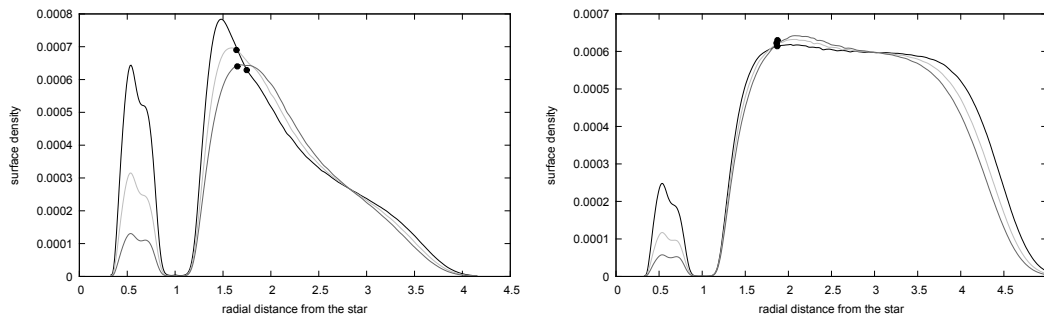 0.0008
0.0007
0.0006
0.0005
0.0004
0.0003
0.0002
0.0001
0
surface density
0 0.5 1 1.5 2 2.5 3 3.5 4 4.5
radial distance from the star
0.0007
0.0006
0.0005
0.0004
0.0003
0.0002
0.0001
0
surface density
0 0.5 1 1.5 2 2.5 3 3.5 4 4.5 5
radial distance from the star